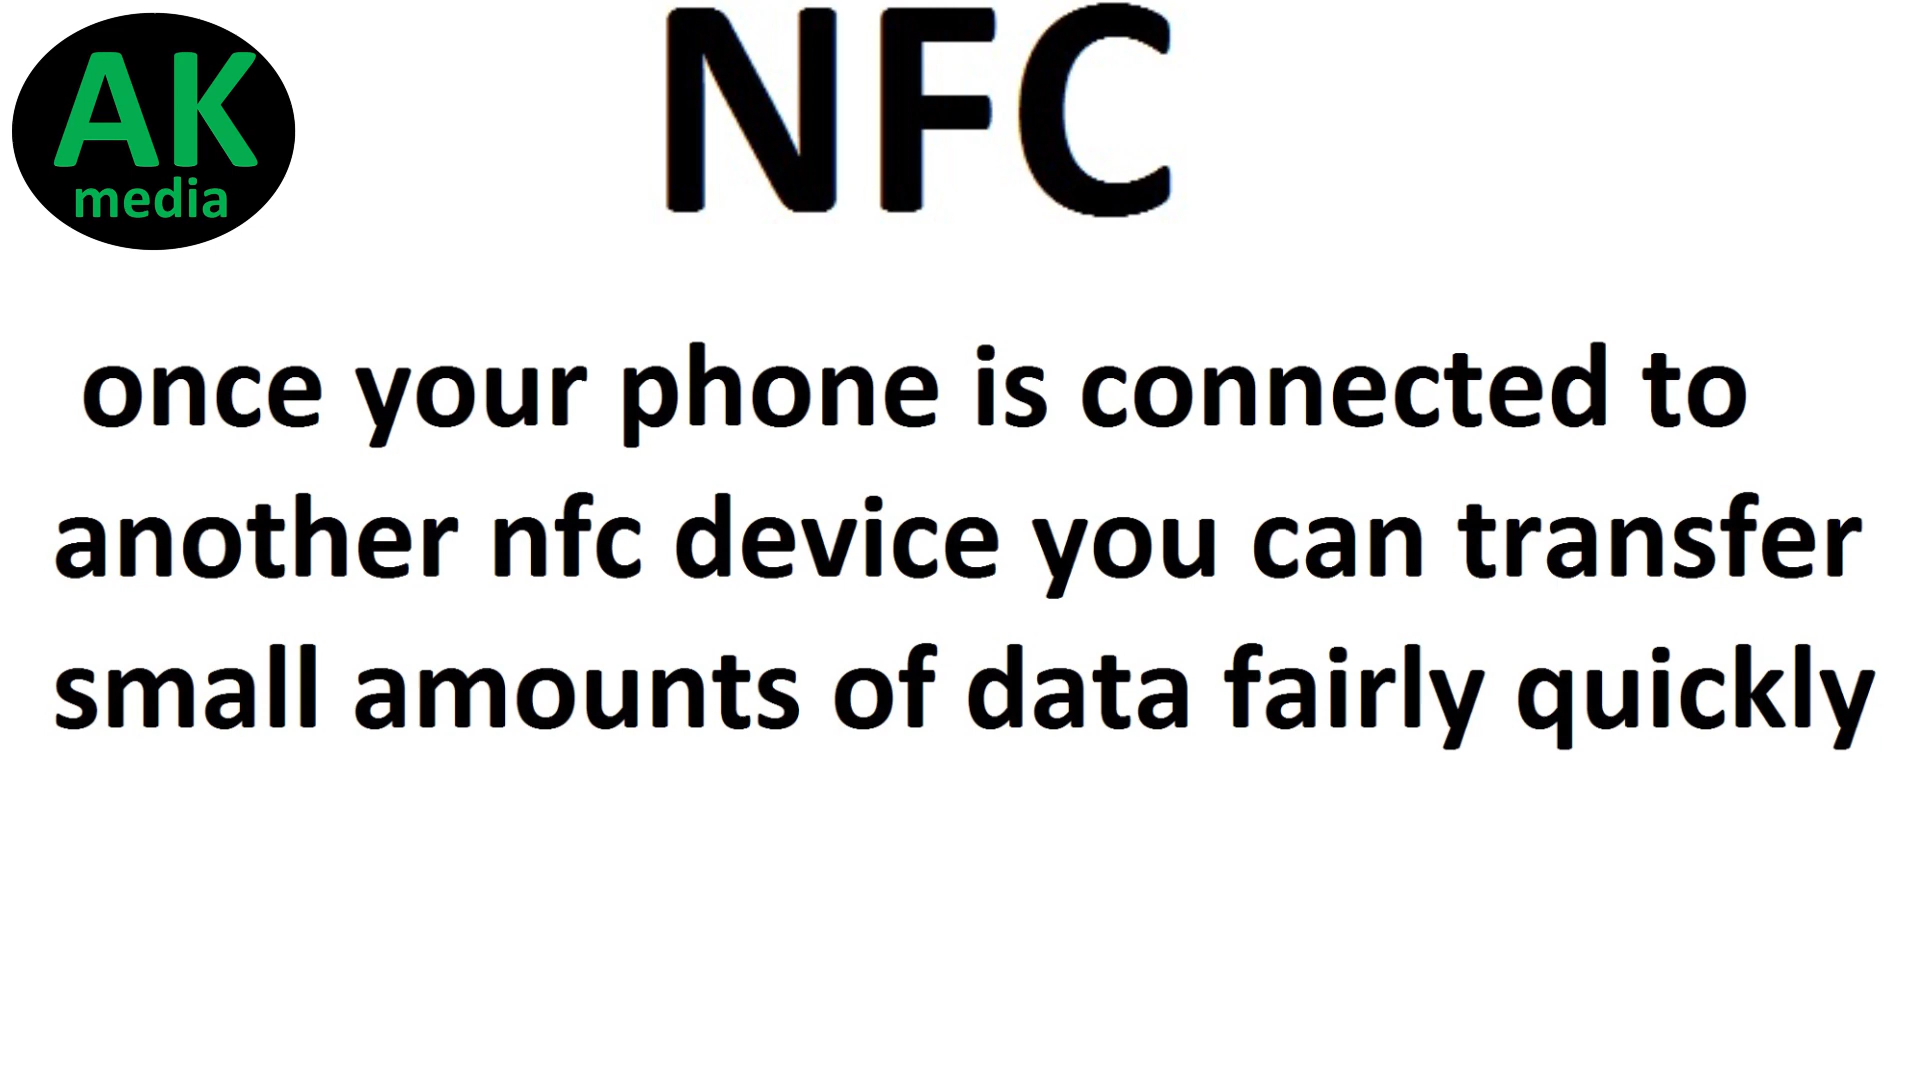 AK
media
NFC
once your phone is connected to
another nfc device you can transfer
small amounts of data fairly quickly